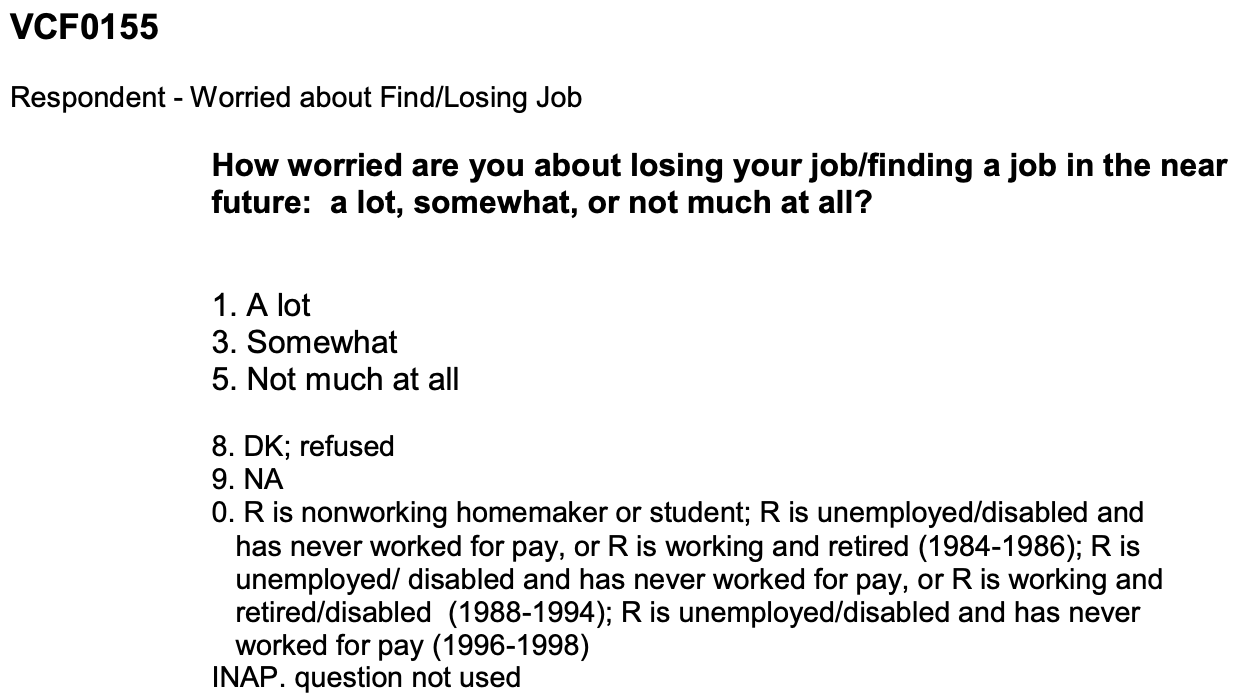 VCF0155
Respondent - Worried about Find/Losing Job
How worried are you about losing your job/finding a job in the near
future:  a lot, somewhat, or not much at all?
1. A lot
3. Somewhat
5. Not much at all
8. DK; refused
9. NA
0. R is nonworking homemaker or student; R is unemployed/disabled and
has never worked for pay, or R is working and retired (1984-1986); R is
unemployed/ disabled and has never worked for pay, or R is working and
retired/disabled  (1988-1994); R is unemployed/disabled and has never
worked for pay (1996-1998)
INAP. question not used